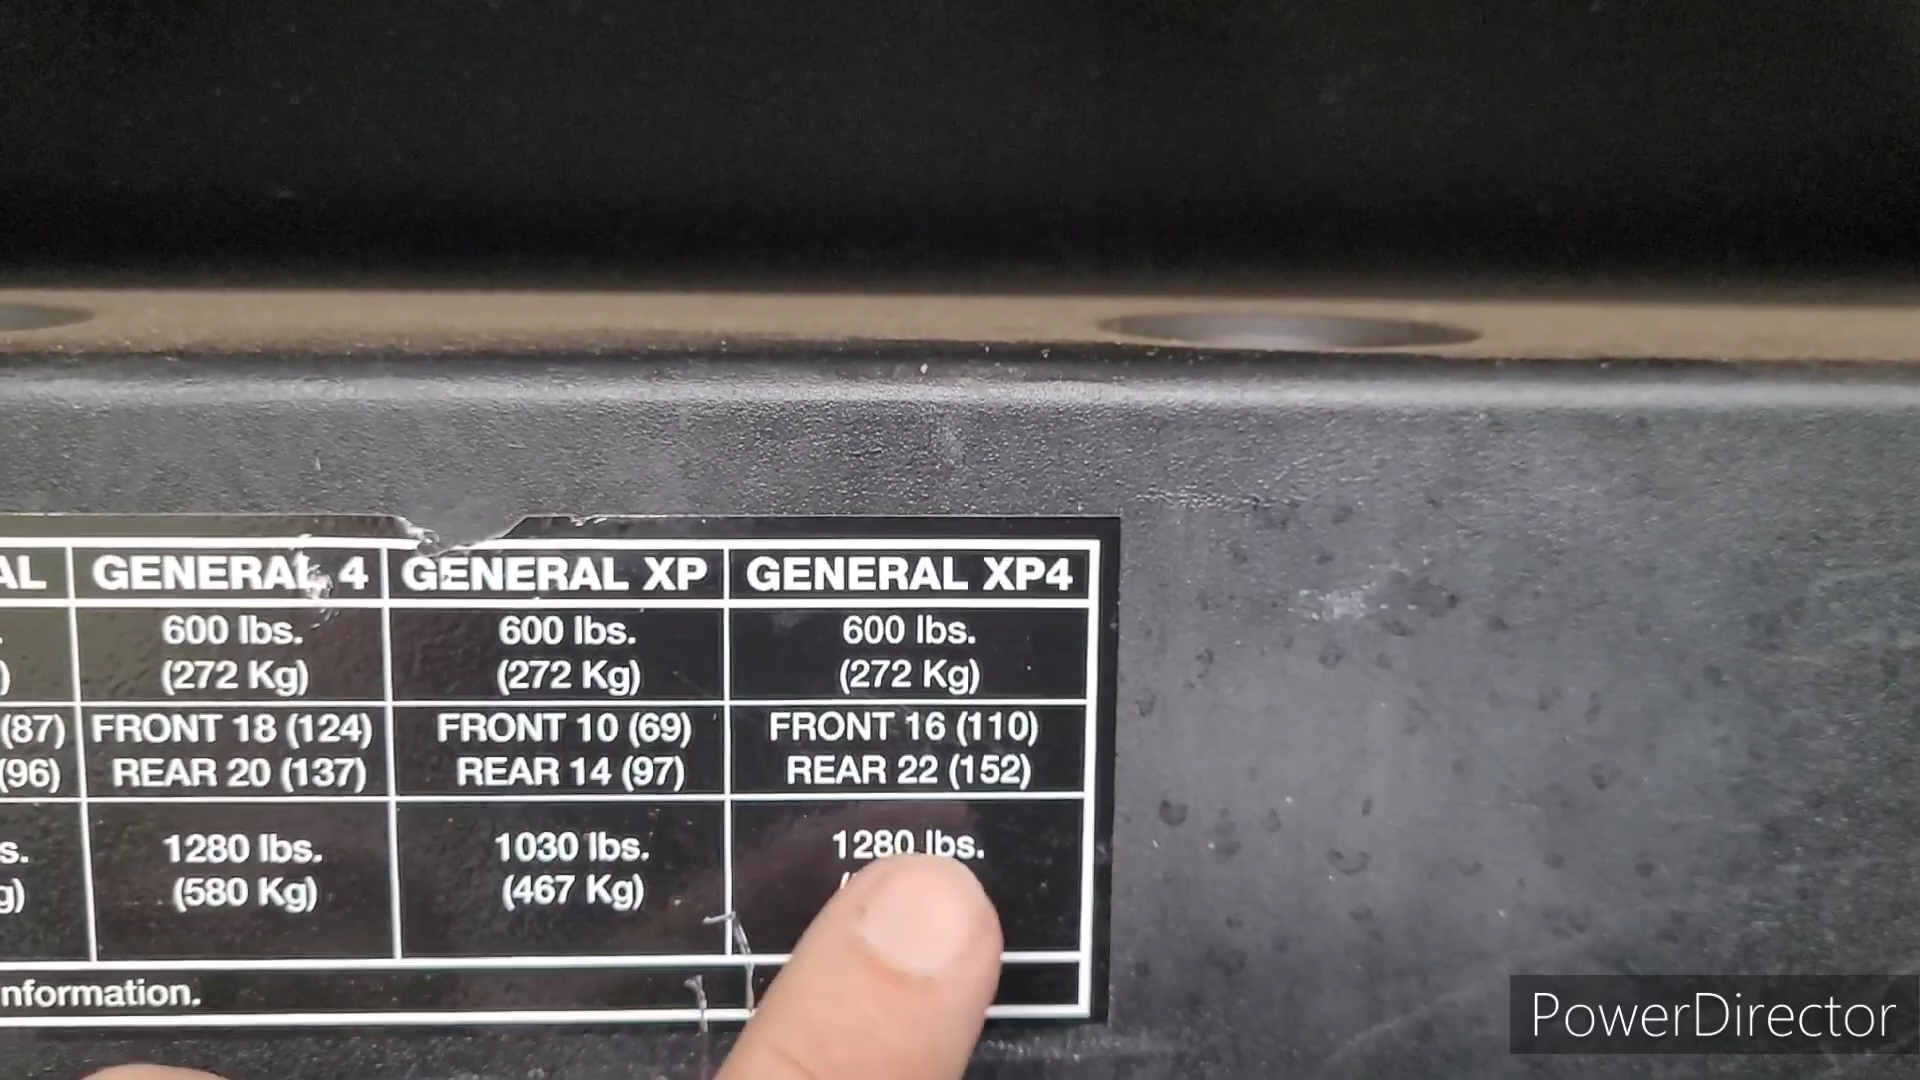 AL GENERAL 4 GENERAL XP GENERAL XP4
600 lbs. 600 lbs. 600 lbs.
(272 Kg) (272 Kg) (272 Kg)
(87) FRONT 18 (124) FRONT 10 (69) FRONT 16 (110)
(96) REAR 20 (137) REAR 14 (97) REAR 22 (152)
s. 1280 lbs. 1030 lbs. 1280 lbs.
g) (580 Kg) (467 Kg)
nformation.
PowerDirector